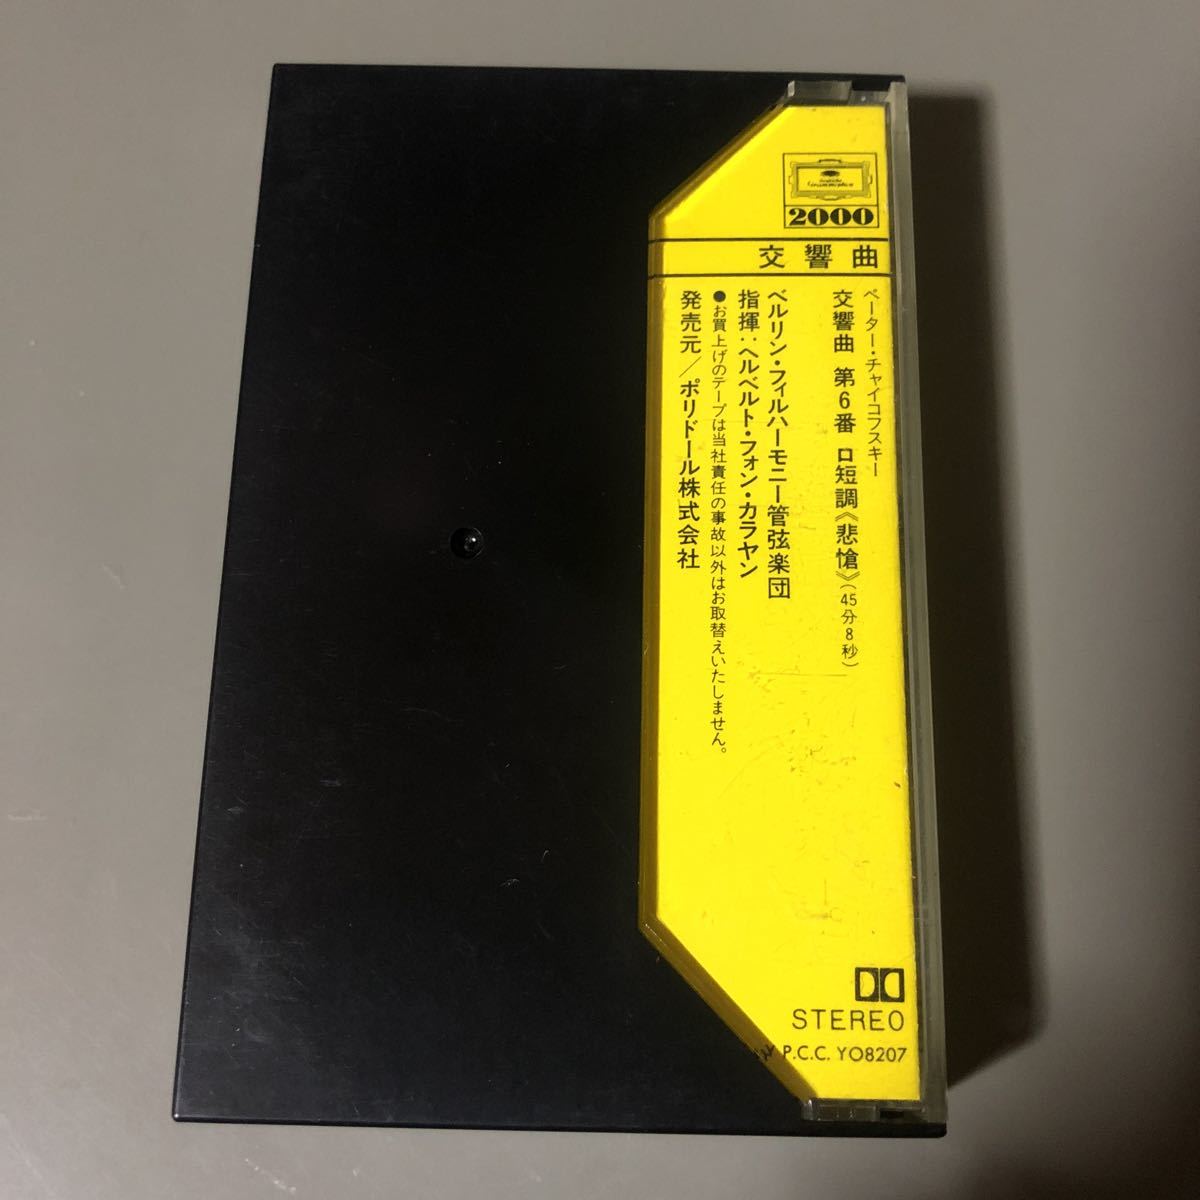 Deutsche
Grammophon
2000
交響曲
ペーター・チャイコフスキー
交響曲 第6番 ロ短調《悲愴》(45分8秒)
ベルリン・フィルハーモニー管弦楽団
指揮:ヘルベルト・フォン・カラヤン
●お買上げのテープは当社責任の事故以外はお取替えいたしません。
発売元/ポリドール株式会社
STEREO
P.C.C. YO8207